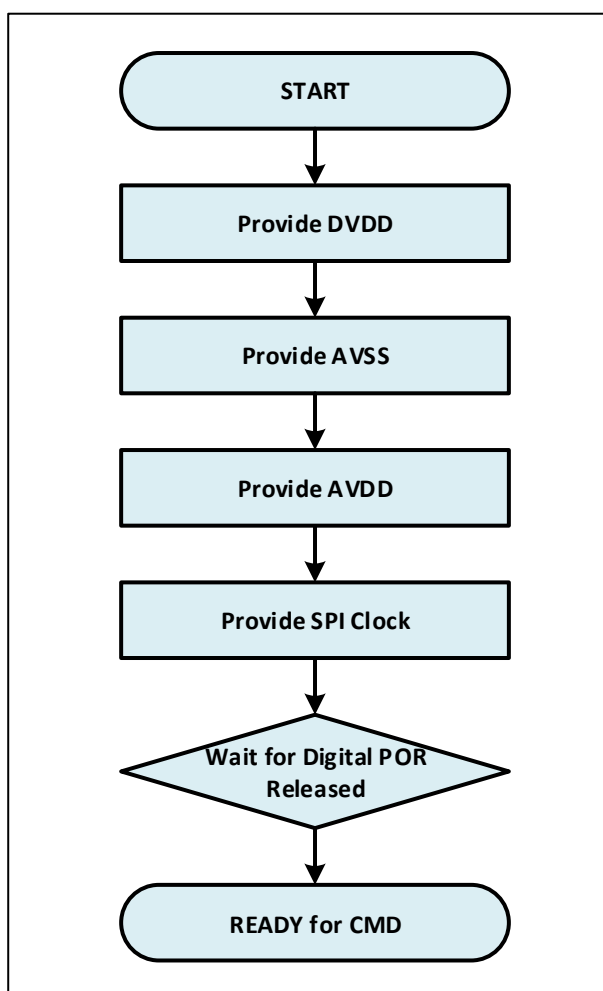 START
Provide DVDD
Provide AVSS
Provide AVDD
Provide SPI Clock
Wait for Digital POR
Released
READY for CMD